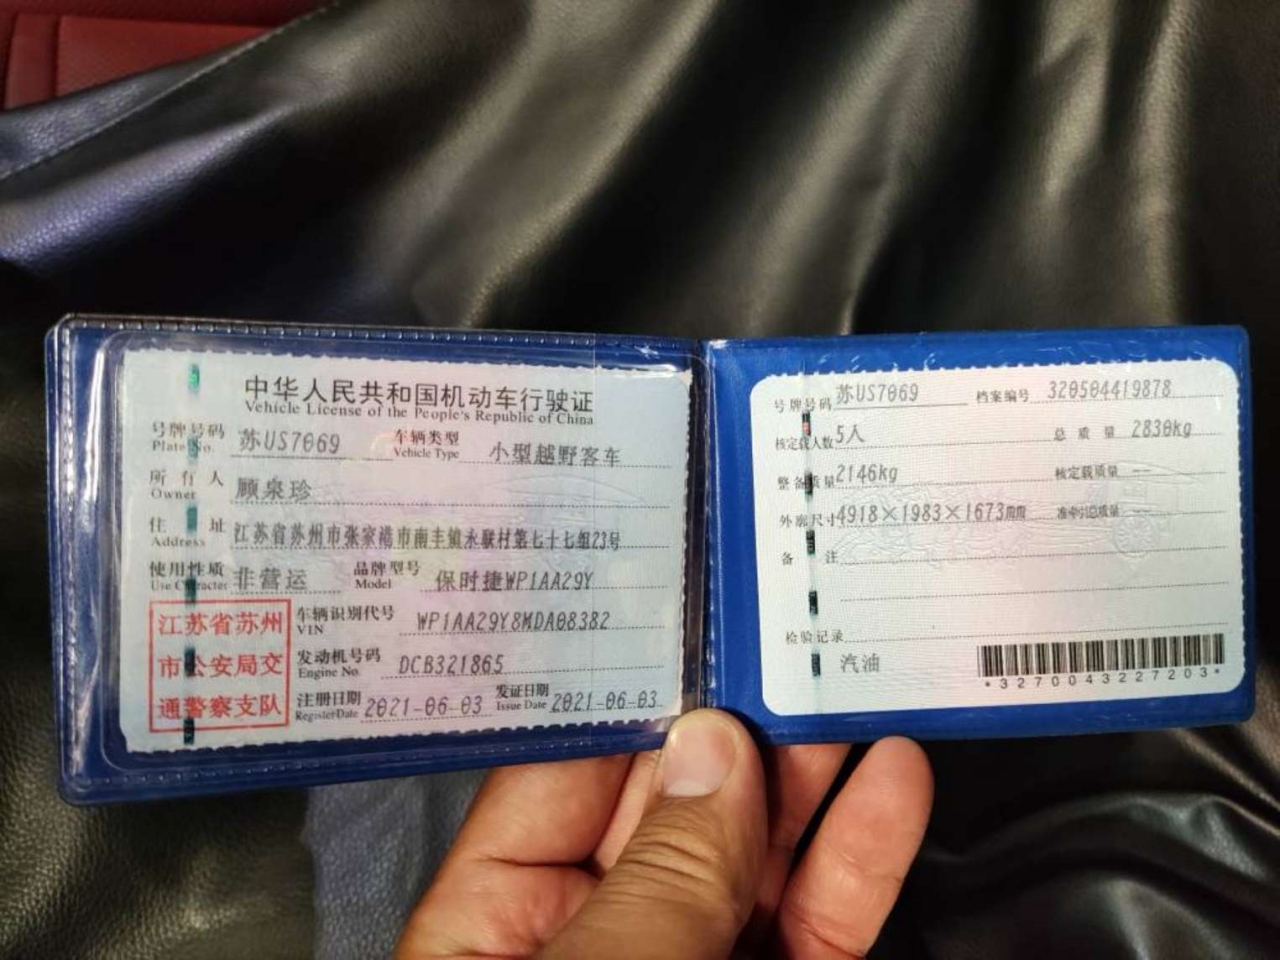 中华人民共和国机动车行驶证
Vehicle License of the People's Republic of China
号牌号码 苏US7069 车辆类型 小型越野客车
Plate No. Vehicle Type
所有人 顾泉珍
Owner
住址 江苏省苏州市张家港市南丰镇永联村第七十七组23号
Address
使用性质 非营运 品牌型号 保时捷WP1AA29Y
Use Character Model
江苏省苏州
市公安局交
通警察支队
车辆识别代号 WP1AA29Y8MDA08382
VIN
发动机号码 DCB321865
Engine No.
注册日期 2021-06-03 发证日期 2021-06-03
Register Date Issue Date
号牌号码 苏US7069 档案编号 320504419878
核定载人数 5人 总质量 2830kg
整备质量 2146kg 核定载质量 --
外廓尺寸 4918×1983×1673mm 准牵引总质量 --
备注
检验记录
汽油
*3270043227203*